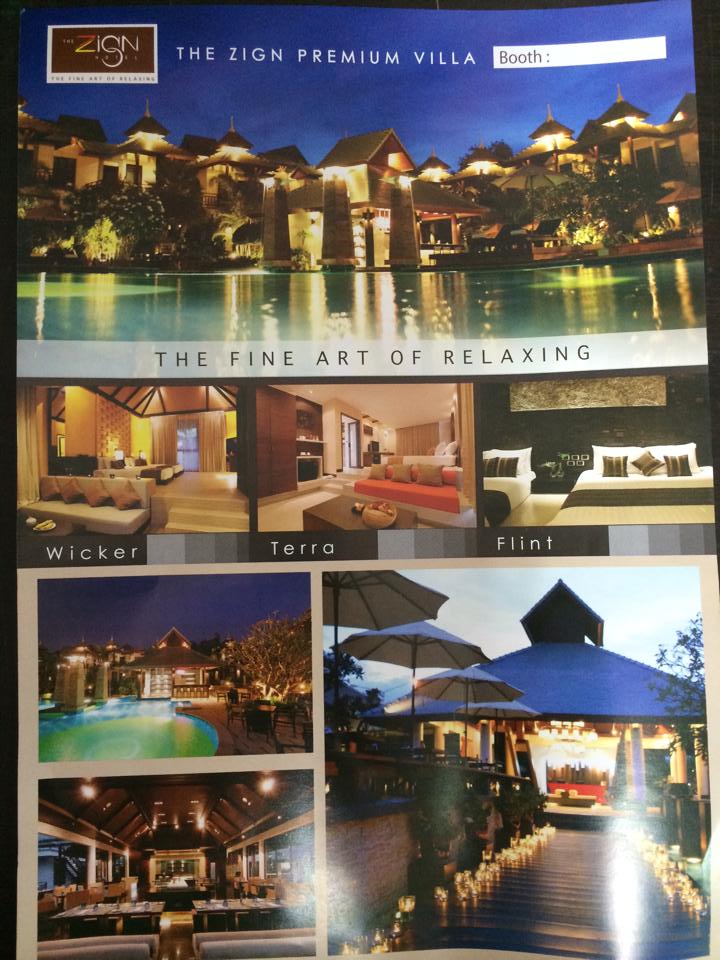 THE ZIGN
HOTEL
THE FINE ART OF RELAXING
THE ZIGN PREMIUM VILLA
Booth :
THE FINE ART OF RELAXING
Wicker
Terra
Flint